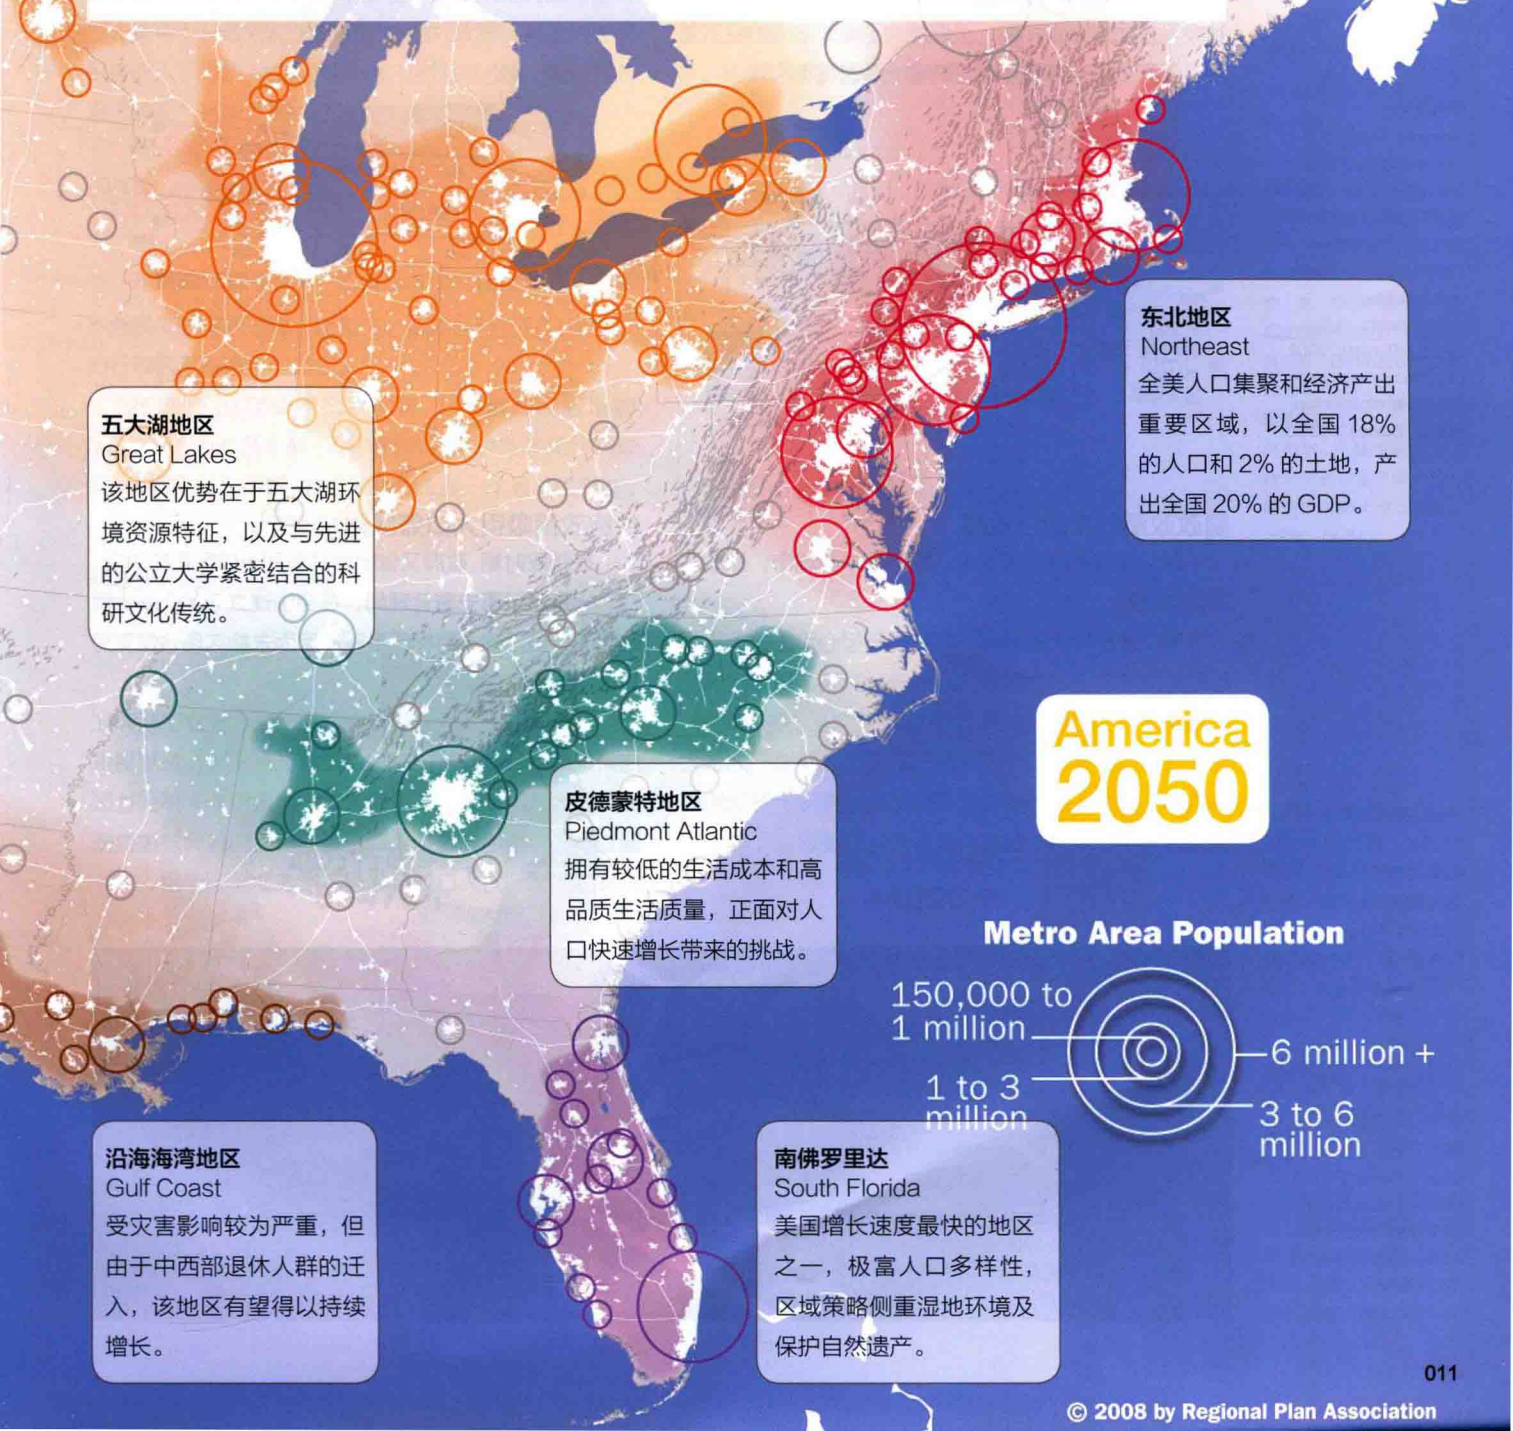 东北地区
Northeast
全美人口集聚和经济产出
重要区域，以全国 18%
的人口和 2% 的土地，产
出全国 20% 的 GDP。
五大湖地区
Great Lakes
该地区优势在于五大湖环
境资源特征，以及与先进
的公立大学紧密结合的科
研文化传统。
America
2050
皮德蒙特地区
Piedmont Atlantic
拥有较低的生活成本和高
品质生活质量，正面对人
口快速增长带来的挑战。
Metro Area Population
150,000 to
1 million
6 million +
1 to 3
million
3 to 6
million
沿海海湾地区
Gulf Coast
受灾害影响较为严重，但
由于中西部退休人群的迁
入，该地区有望得以持续
增长。
南佛罗里达
South Florida
美国增长速度最快的地区
之一，极富人口多样性，
区域策略侧重湿地环境及
保护自然遗产。
011
© 2008 by Regional Plan Association